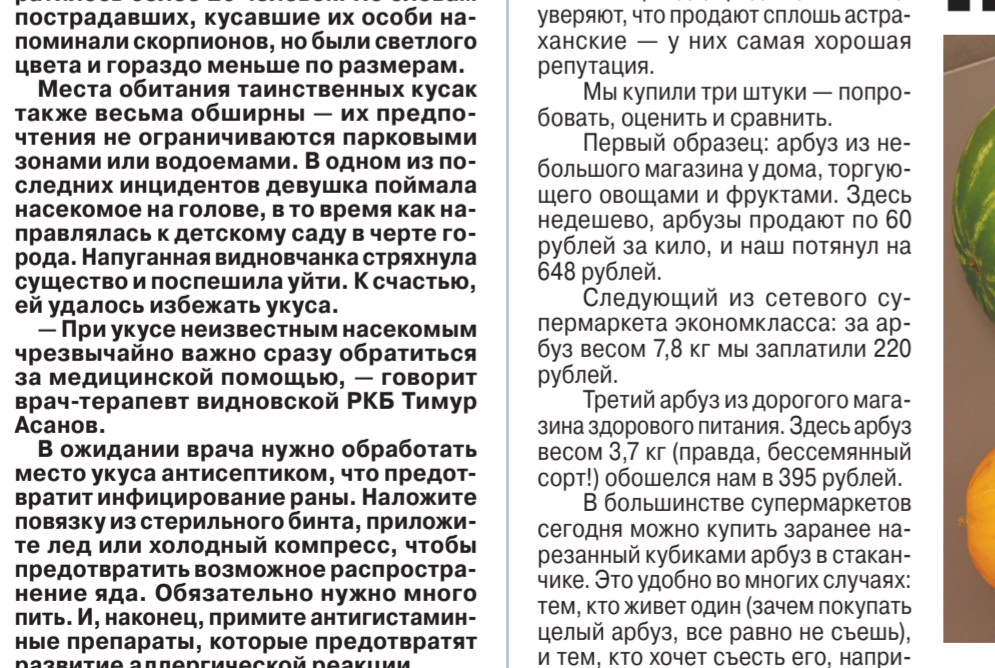 пострадавших, кусавшие их особи на-
поминали скорпионов, но были светлого
цвета и гораздо меньше по размерам.
Места обитания таинственных кусак
также весьма обширны — их предпо-
чтения не ограничиваются парковыми
зонами или водоемами. В одном из по-
следних инцидентов девушка поймала
насекомое на голове, в то время как на-
правлялась к детскому саду в черте го-
рода. Напуганная видновчанка стряхнула
существо и поспешила уйти. К счастью,
ей удалось избежать укуса.
— При укусе неизвестным насекомым
чрезвычайно важно сразу обратиться
за медицинской помощью, — говорит
врач-терапевт видновской РКБ Тимур
Асанов.
В ожидании врача нужно обработать
место укуса антисептиком, что предот-
вратит инфицирование раны. Наложите
повязку из стерильного бинта, приложи-
те лед или холодный компресс, чтобы
предотвратить возможное распростра-
нение яда. Обязательно нужно много
пить. И, наконец, примите антигистамин-
ные препараты, которые предотвратят
развитие аллергической реакции.
уверяют, что продают сплошь астра-
ханские — у них самая хорошая
репутация.
Мы купили три штуки — попро-
бовать, оценить и сравнить.
Первый образец: арбуз из не-
большого магазина у дома, торгую-
щего овощами и фруктами. Здесь
недешево, арбузы продают по 60
рублей за кило, и наш потянул на
648 рублей.
Следующий из сетевого су-
пермаркета экономкласса: за ар-
буз весом 7,8 кг мы заплатили 220
рублей.
Третий арбуз из дорогого мага-
зина здорового питания. Здесь арбуз
весом 3,7 кг (правда, бессемянный
сорт!) обошелся нам в 395 рублей.
В большинстве супермаркетов
сегодня можно купить заранее на-
резанный кубиками арбуз в стакан-
чике. Это удобно во многих случаях:
тем, кто живет один (зачем покупать
целый арбуз, все равно не съешь),
и тем, кто хочет съесть его, напри-